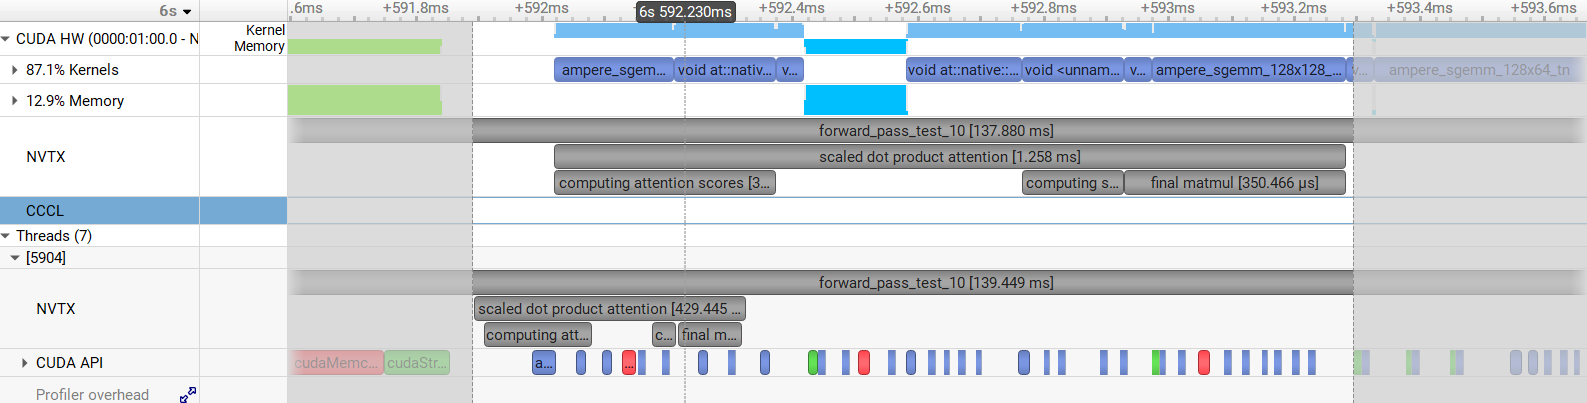 6s .6ms +591.8ms +592ms 6s 592.230ms +592.4ms +592.6ms +592.8ms +593ms +593.2ms +593.4ms +593.6ms
CUDA HW (0000:01:00.0 - N Kernel
Memory
87.1% Kernels ampere_sgem... void at::nativ... v... void at::native::... void <unnam... v... ampere_sgemm_128x128_... v... ampere_sgemm_128x64_tn
12.9% Memory
forward_pass_test_10 [137.880 ms]
NVTX scaled dot product attention [1.258 ms]
computing attention scores [3... computing s... final matmul [350.466 µs]
CCCL
Threads (7)
[5904]
forward_pass_test_10 [139.449 ms]
NVTX scaled dot product attention [429.445 ...
computing att... c... final m...
CUDA API cudaMemc... cudaStr... a... ...
Profiler overhead